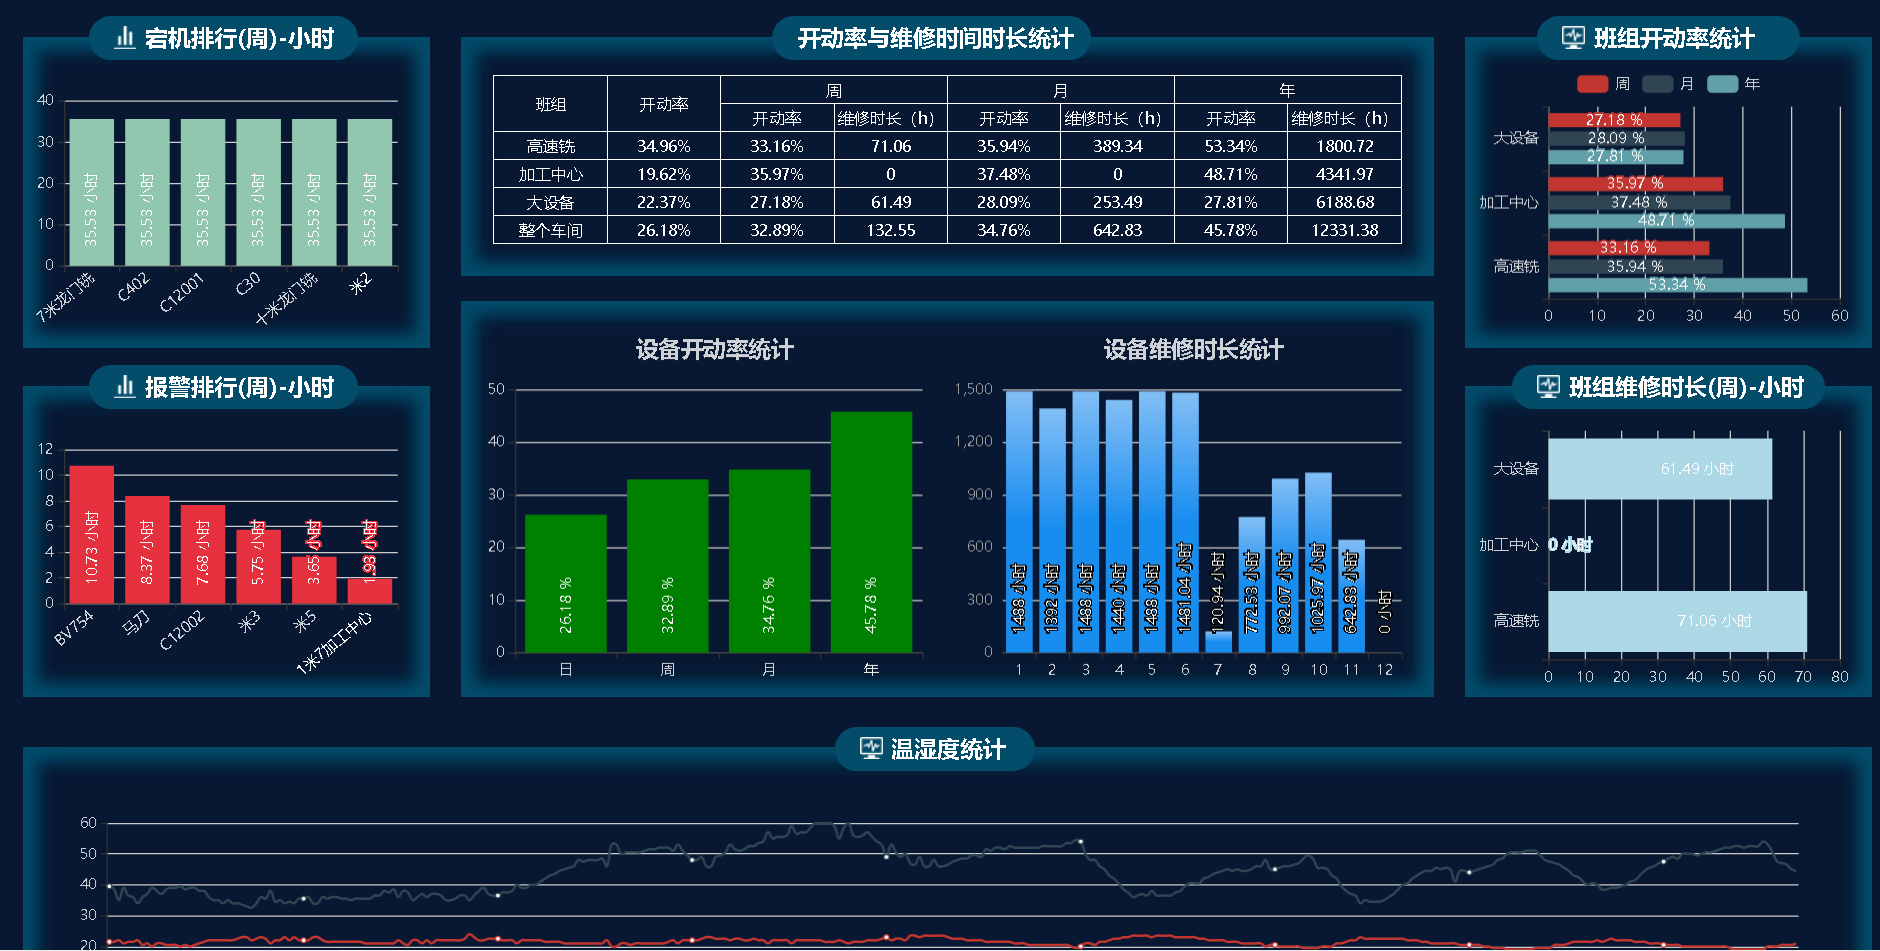 宕机排行(周)-小时
40
30
20
10
0
35.53 小时
35.53 小时
35.53 小时
35.53 小时
35.53 小时
35.53 小时
7米龙门铣
C402
C12001
C30
十米龙门铣
米2
报警排行(周)-小时
12
10
8
6
4
2
0
10.73 小时
8.37 小时
7.68 小时
5.75 小时
3.65 小时
1.93 小时
BV754
马刀
C12002
米3
米5
1米7加工中心
开动率与维修时间时长统计
班组 开动率 周 月 年
开动率 维修时长（h） 开动率 维修时长（h） 开动率 维修时长（h）
高速铣 34.96% 33.16% 71.06 35.94% 389.34 53.34% 1800.72
加工中心 19.62% 35.97% 0 37.48% 0 48.71% 4341.97
大设备 22.37% 27.18% 61.49 28.09% 253.49 27.81% 6188.68
整个车间 26.18% 32.89% 132.55 34.76% 642.83 45.78% 12331.38
设备开动率统计
50
40
30
20
10
0
26.18 %
32.89 %
34.76 %
45.78 %
日 周 月 年
设备维修时长统计
1,500
1,200
900
600
300
0
1488 小时
1392 小时
1488 小时
1440 小时
1488 小时
1481.04 小时
120.94 小时
772.53 小时
992.07 小时
1025.97 小时
642.83 小时
0 小时
1 2 3 4 5 6 7 8 9 10 11 12
班组开动率统计
周 月 年
大设备
27.18 %
28.09 %
27.81 %
加工中心
35.97 %
37.48 %
48.71 %
高速铣
33.16 %
35.94 %
53.34 %
0 10 20 30 40 50 60
班组维修时长(周)-小时
大设备 61.49 小时
加工中心 0 小时
高速铣 71.06 小时
0 10 20 30 40 50 60 70 80
温湿度统计
60
50
40
30
20